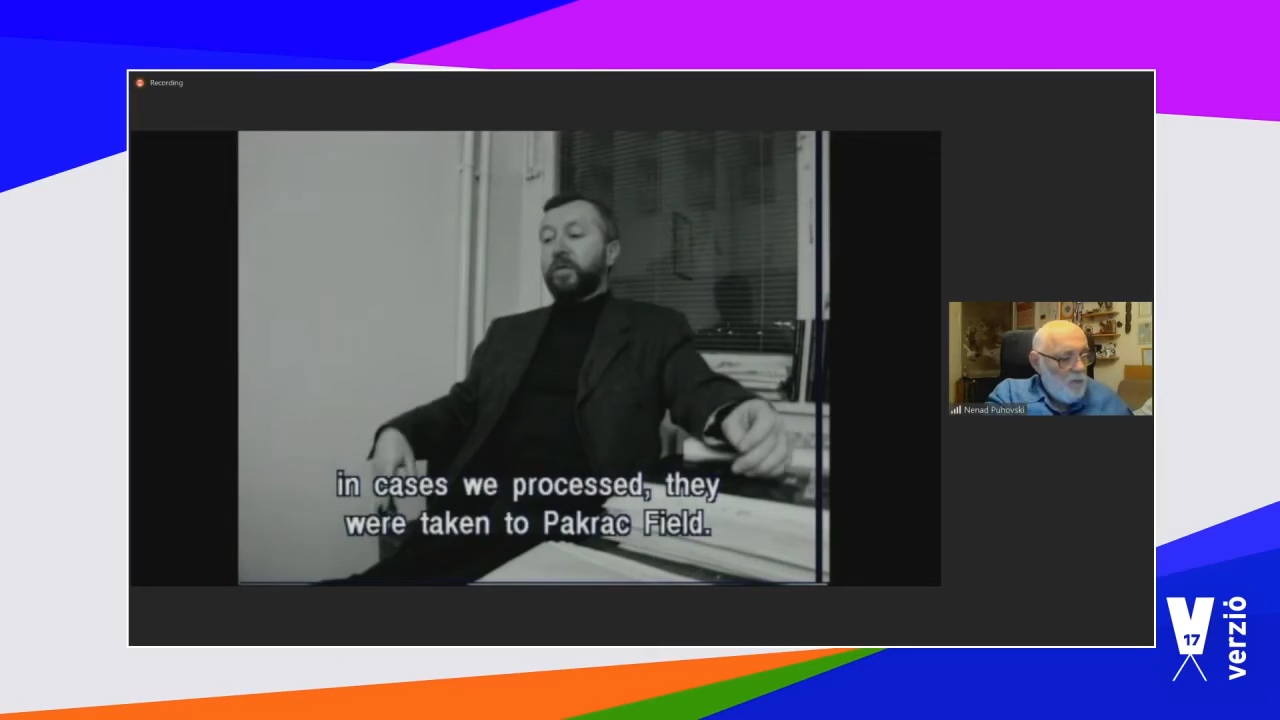 Recording
in cases we processed, they
were taken to Pakrac Field.
Nenad Puhovski
17
verzió